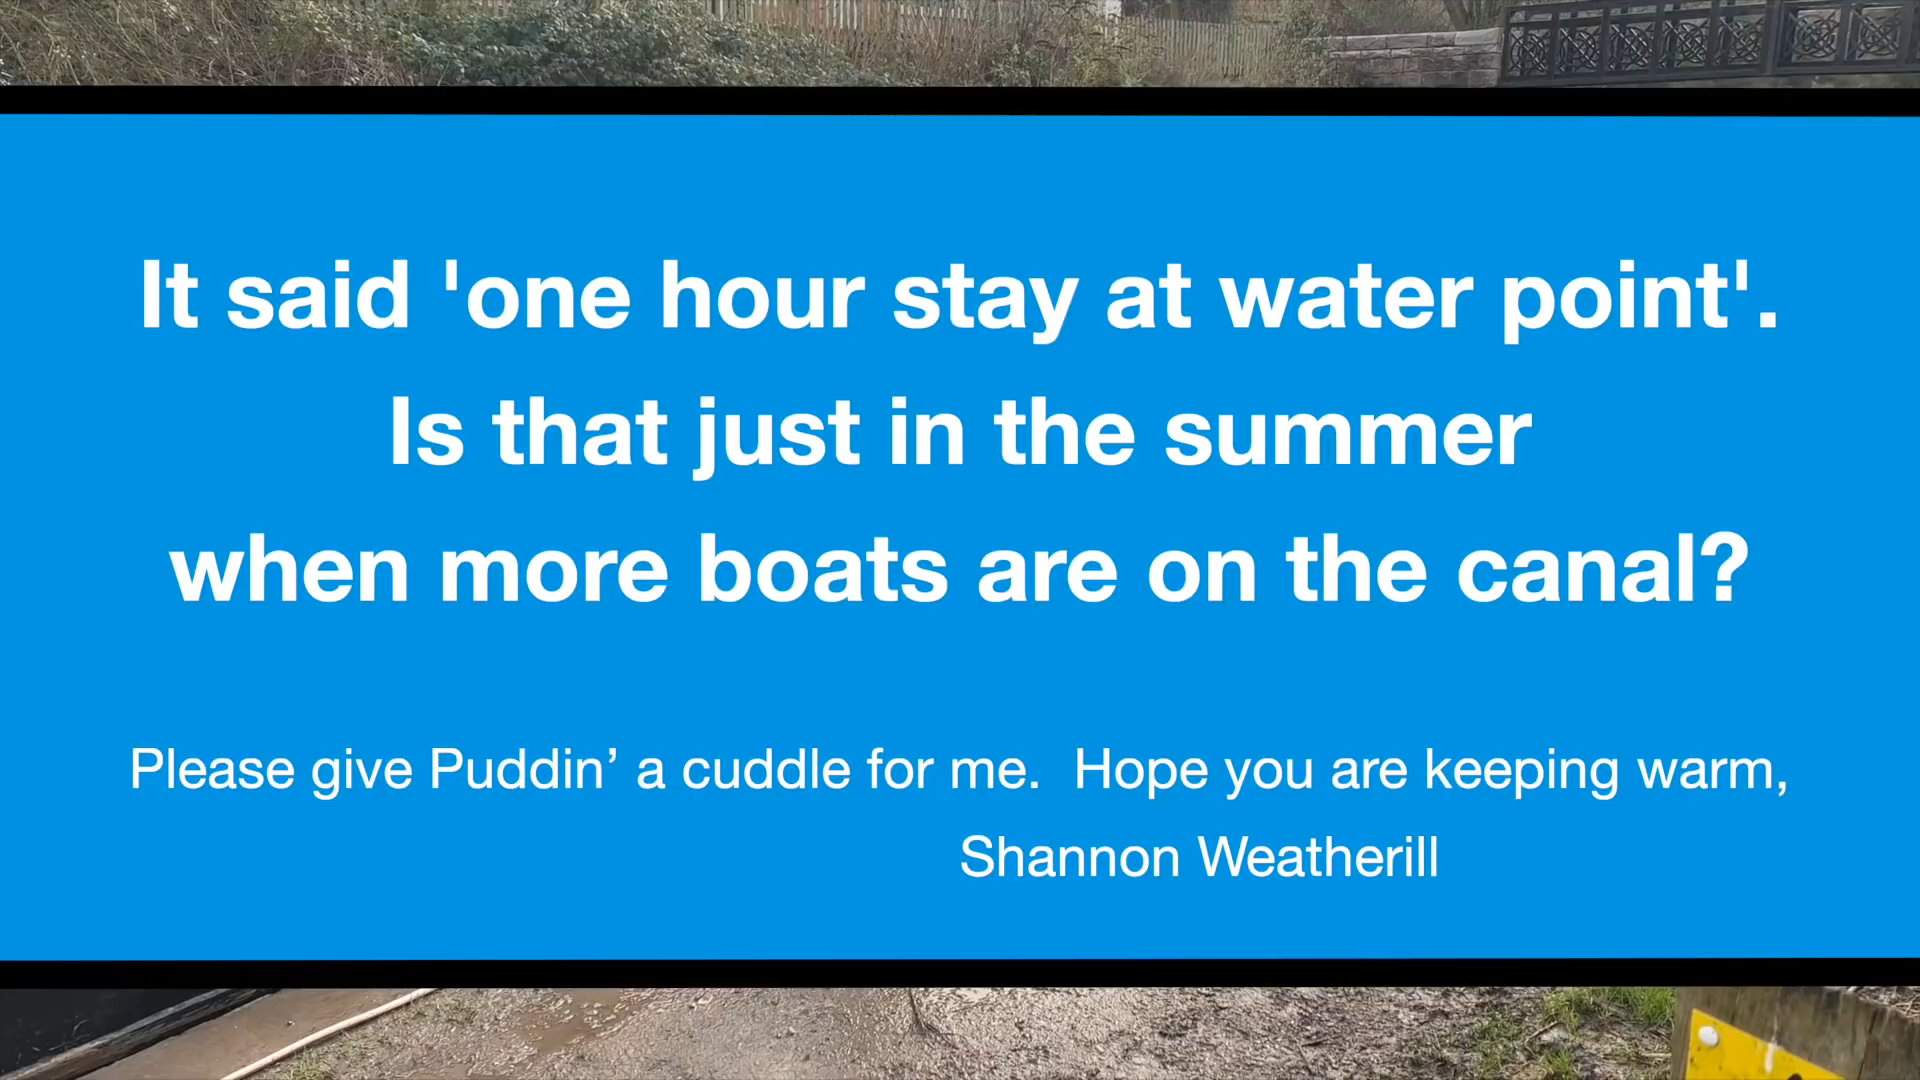 It said 'one hour stay at water point'.
Is that just in the summer
when more boats are on the canal?
Please give Puddin’ a cuddle for me.  Hope you are keeping warm,
Shannon Weatherill